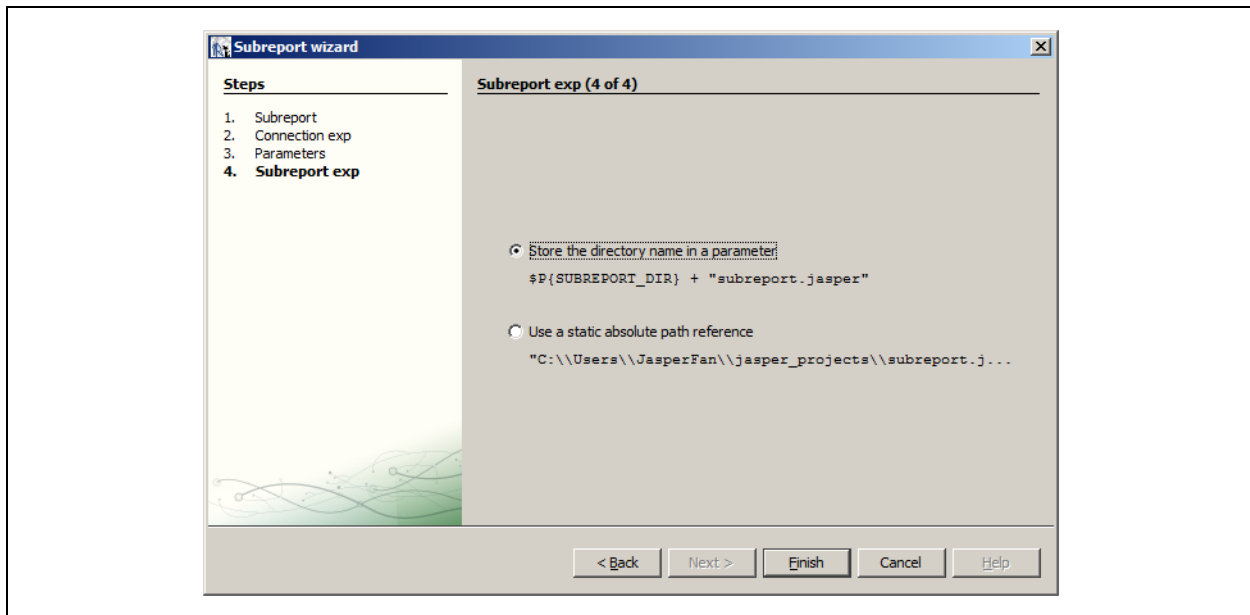 Subreport wizard
Steps
1. Subreport
2. Connection exp
3. Parameters
4. Subreport exp
Subreport exp (4 of 4)
Store the directory name in a parameter
$P{SUBREPORT_DIR} + "subreport.jasper"
Use a static absolute path reference
"C:\\Users\\JasperFan\\jasper_projects\\subreport.j...
< Back
Next >
Finish
Cancel
Help